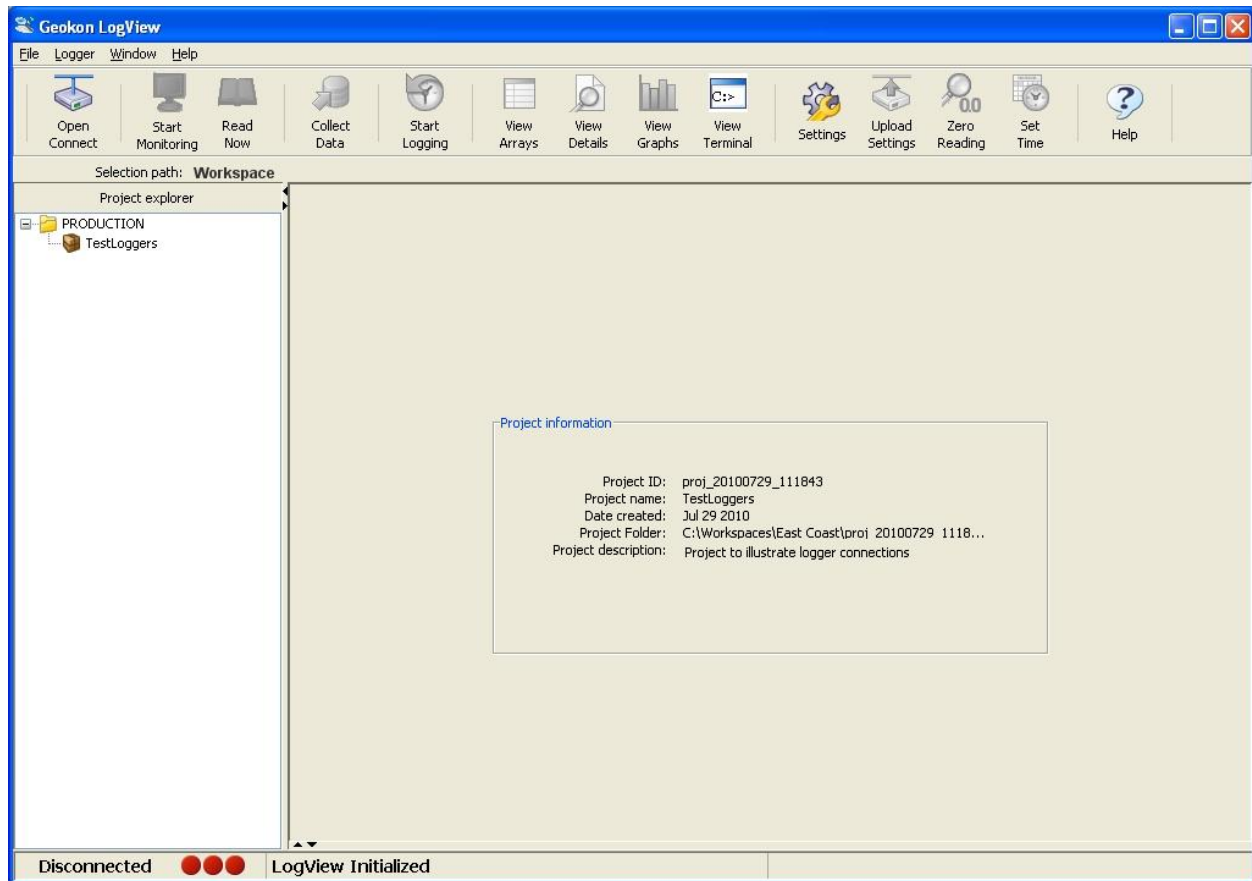 Geokon LogView
File Logger Window Help
Open Connect
Start Monitoring
Read Now
Collect Data
Start Logging
View Arrays
View Details
View Graphs
C:> View Terminal
Settings
Upload Settings
0.0 Zero Reading
Set Time
? Help
Selection path: Workspace
Project explorer
PRODUCTION
TestLoggers
Project information
Project ID: proj_20100729_111843
Project name: TestLoggers
Date created: Jul 29 2010
Project Folder: C:\Workspaces\East Coast\proj_20100729_1118...
Project description: Project to illustrate logger connections
Disconnected LogView Initialized